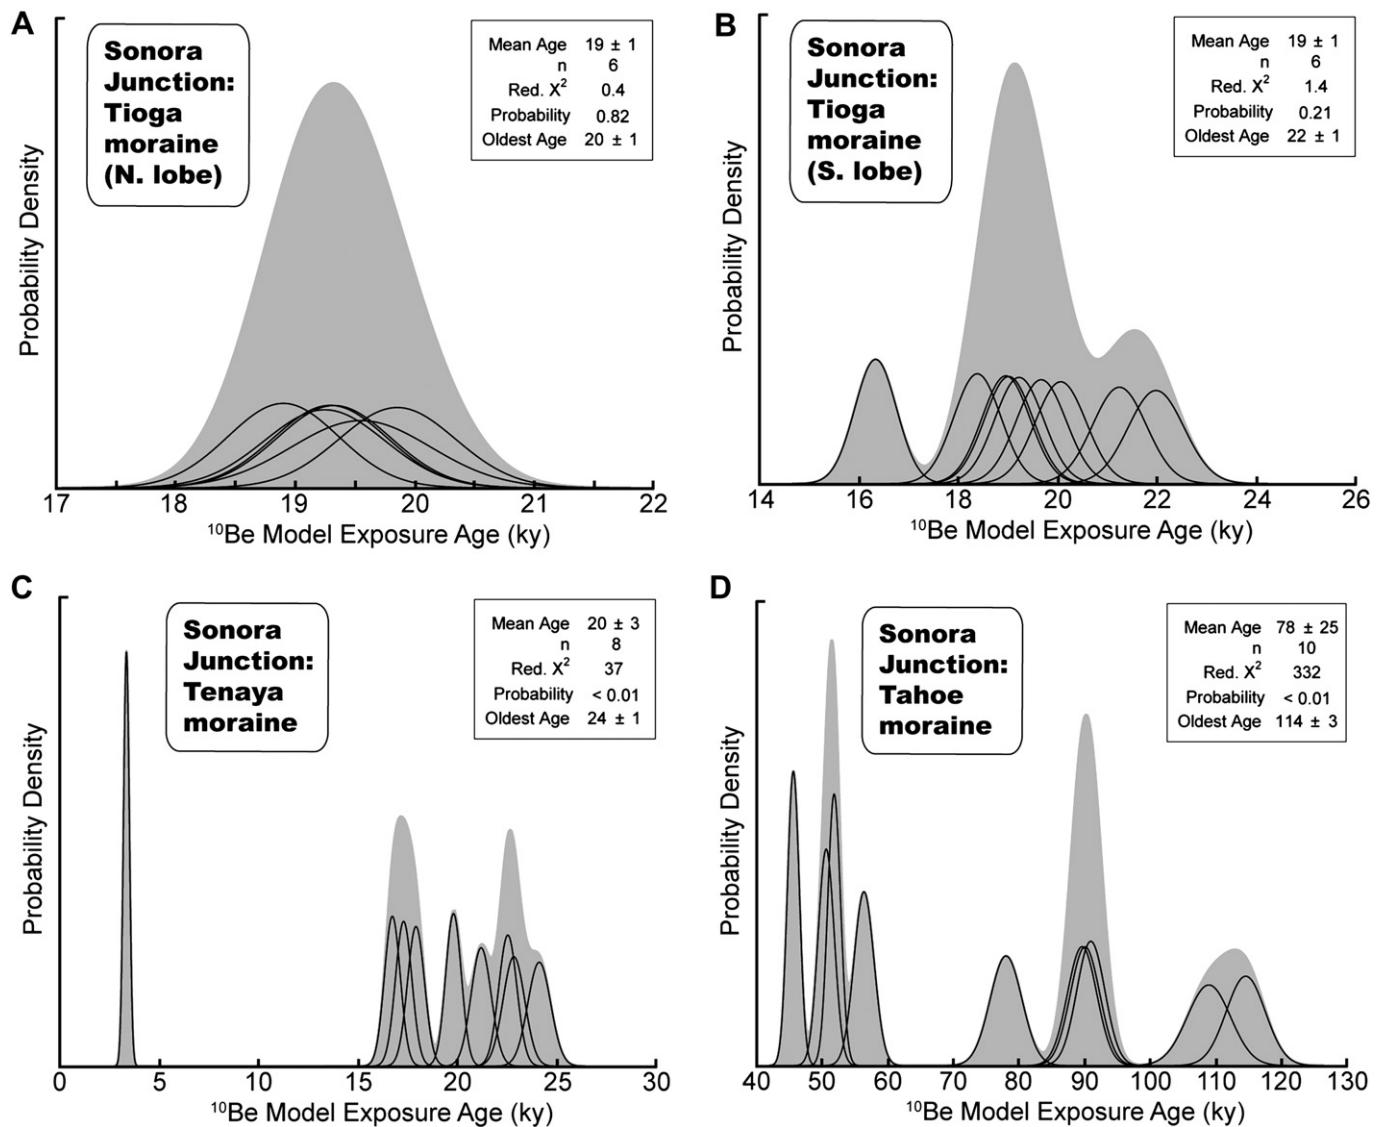 A
Sonora
Junction:
Tioga
moraine
(N. lobe)
Mean Age 19 ± 1
n 6
Red. X² 0.4
Probability 0.82
Oldest Age 20 ± 1
Probability Density
17 18 19 20 21 22
¹⁰Be Model Exposure Age (ky)
B
Sonora
Junction:
Tioga
moraine
(S. lobe)
Mean Age 19 ± 1
n 6
Red. X² 1.4
Probability 0.21
Oldest Age 22 ± 1
Probability Density
14 16 18 20 22 24 26
¹⁰Be Model Exposure Age (ky)
C
Sonora
Junction:
Tenaya
moraine
Mean Age 20 ± 3
n 8
Red. X² 37
Probability < 0.01
Oldest Age 24 ± 1
Probability Density
0 5 10 15 20 25 30
¹⁰Be Model Exposure Age (ky)
D
Sonora
Junction:
Tahoe
moraine
Mean Age 78 ± 25
n 10
Red. X² 332
Probability < 0.01
Oldest Age 114 ± 3
Probability Density
40 50 60 70 80 90 100 110 120 130
¹⁰Be Model Exposure Age (ky)